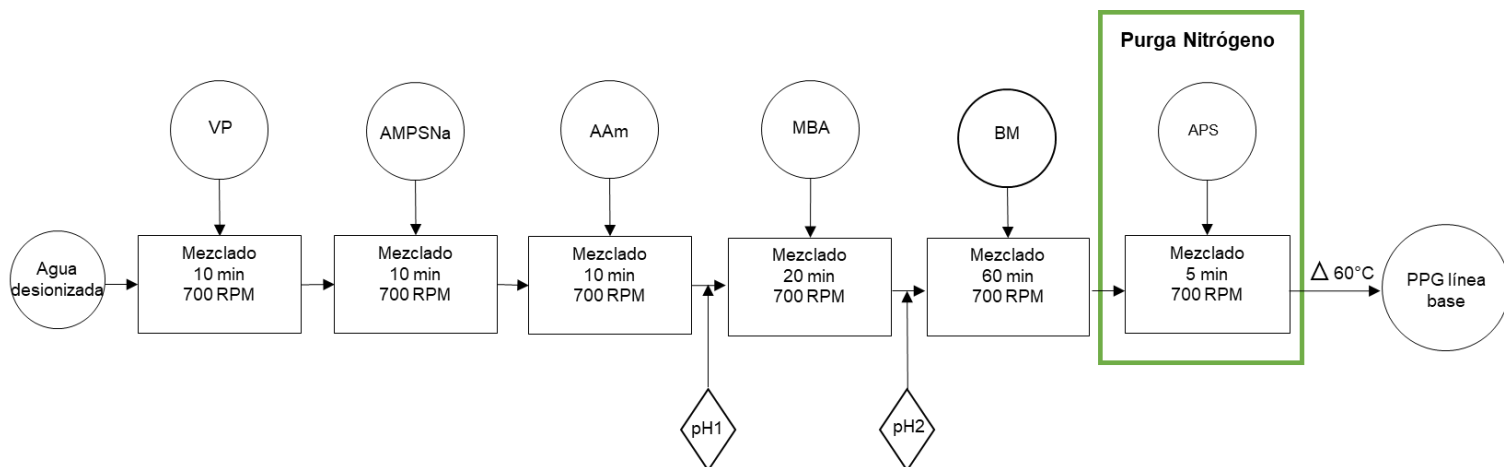 Purga Nitrógeno
VP
AMPSNa
AAm
MBA
BM
APS
Agua
desionizada
Mezclado
10 min
700 RPM
Mezclado
10 min
700 RPM
Mezclado
10 min
700 RPM
Mezclado
20 min
700 RPM
Mezclado
60 min
700 RPM
Mezclado
5 min
700 RPM
Δ 60°C
PPG línea
base
pH1
pH2